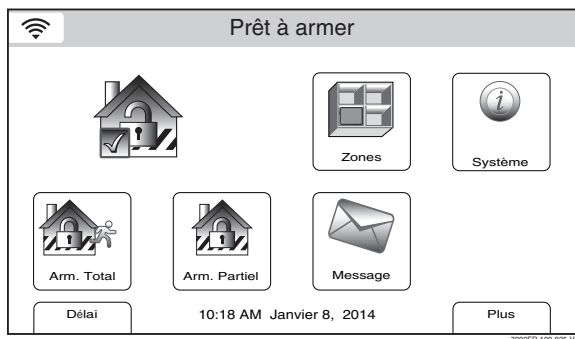 Prêt à armer
Zones
Système
Arm. Total
Arm. Partiel
Message
Délai
10:18 AM Janvier 8, 2014
Plus